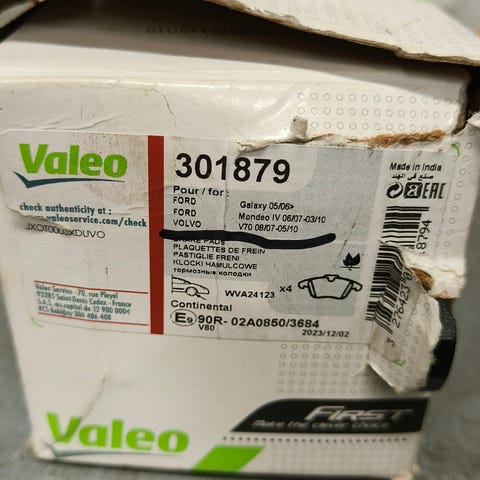 Valeo
301879
Made in India
صنع في الهند
Pour / for :
FORD Galaxy 05/06>
FORD Mondeo IV 06/07-03/10
VOLVO V70 08/07-05/10
check authenticity at :
valeoservice.com/check
JXOT00U3XDUVO
BRAKE PADS
PLAQUETTES DE FREIN
PASTIGLIE FRENI
KLOCKI HAMULCOWE
тормозные колодки
EAC
Valeo Service - 70, rue Pleyel
93285 Saint-Denis Cedex - France
S.A.S. au capital de 12 900 000€
RCS Bobigny 306 486 408
WVA24123 x4
Continental
E9 90R- 02A0850/3684
V80
2023/12/02
Valeo
FIRST
Make the clever choice